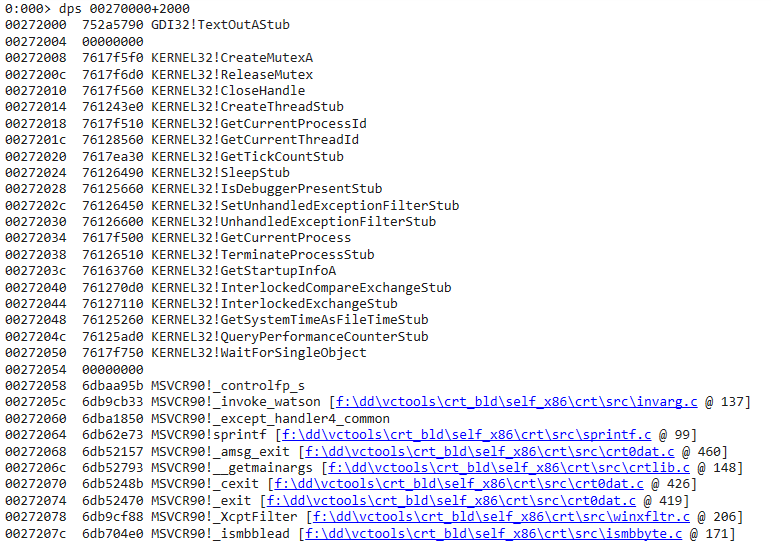 0:000> dps 00270000+2000
00272000  752a5790 GDI32!TextOutAStub
00272004  00000000
00272008  7617f5f0 KERNEL32!CreateMutexA
0027200c  7617f6d0 KERNEL32!ReleaseMutex
00272010  7617f560 KERNEL32!CloseHandle
00272014  761243e0 KERNEL32!CreateThreadStub
00272018  7617f510 KERNEL32!GetCurrentProcessId
0027201c  76128560 KERNEL32!GetCurrentThreadId
00272020  7617ea30 KERNEL32!GetTickCountStub
00272024  76126490 KERNEL32!SleepStub
00272028  76125660 KERNEL32!IsDebuggerPresentStub
0027202c  76126450 KERNEL32!SetUnhandledExceptionFilterStub
00272030  76126600 KERNEL32!UnhandledExceptionFilterStub
00272034  7617f500 KERNEL32!GetCurrentProcess
00272038  76126510 KERNEL32!TerminateProcessStub
0027203c  76163760 KERNEL32!GetStartupInfoA
00272040  761270d0 KERNEL32!InterlockedCompareExchangeStub
00272044  76127110 KERNEL32!InterlockedExchangeStub
00272048  76125260 KERNEL32!GetSystemTimeAsFileTimeStub
0027204c  76125ad0 KERNEL32!QueryPerformanceCounterStub
00272050  7617f750 KERNEL32!WaitForSingleObject
00272054  00000000
00272058  6dbaa95b MSVCR90!_controlfp_s
0027205c  6db9cb33 MSVCR90!_invoke_watson [f:\dd\vctools\crt_bld\self_x86\crt\src\invarg.c @ 137]
00272060  6dba1850 MSVCR90!_except_handler4_common
00272064  6db62e73 MSVCR90!sprintf [f:\dd\vctools\crt_bld\self_x86\crt\src\sprintf.c @ 99]
00272068  6db52157 MSVCR90!_amsg_exit [f:\dd\vctools\crt_bld\self_x86\crt\src\crt0dat.c @ 460]
0027206c  6db52793 MSVCR90!__getmainargs [f:\dd\vctools\crt_bld\self_x86\crt\src\crtlib.c @ 148]
00272070  6db5248b MSVCR90!_cexit [f:\dd\vctools\crt_bld\self_x86\crt\src\crt0dat.c @ 426]
00272074  6db52470 MSVCR90!_exit [f:\dd\vctools\crt_bld\self_x86\crt\src\crt0dat.c @ 419]
00272078  6db9cf88 MSVCR90!_XcptFilter [f:\dd\vctools\crt_bld\self_x86\crt\src\winxfltr.c @ 206]
0027207c  6db704e0 MSVCR90!_ismbblead [f:\dd\vctools\crt_bld\self_x86\crt\src\ismbbyte.c @ 171]